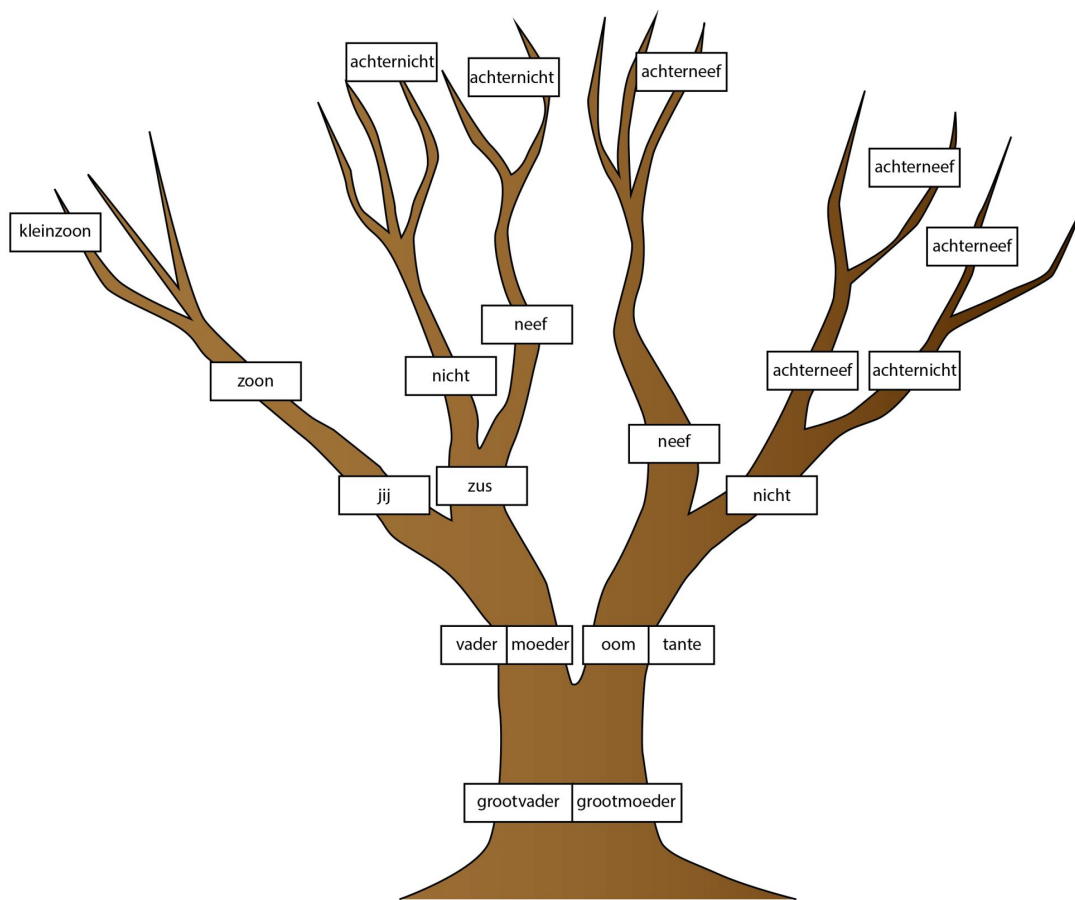 achternicht
achternicht
achterneef
achterneef
kleinzoon
achterneef
neef
zoon
nicht
achterneef
achternicht
neef
jij
zus
nicht
vader moeder
oom tante
grootvader grootmoeder